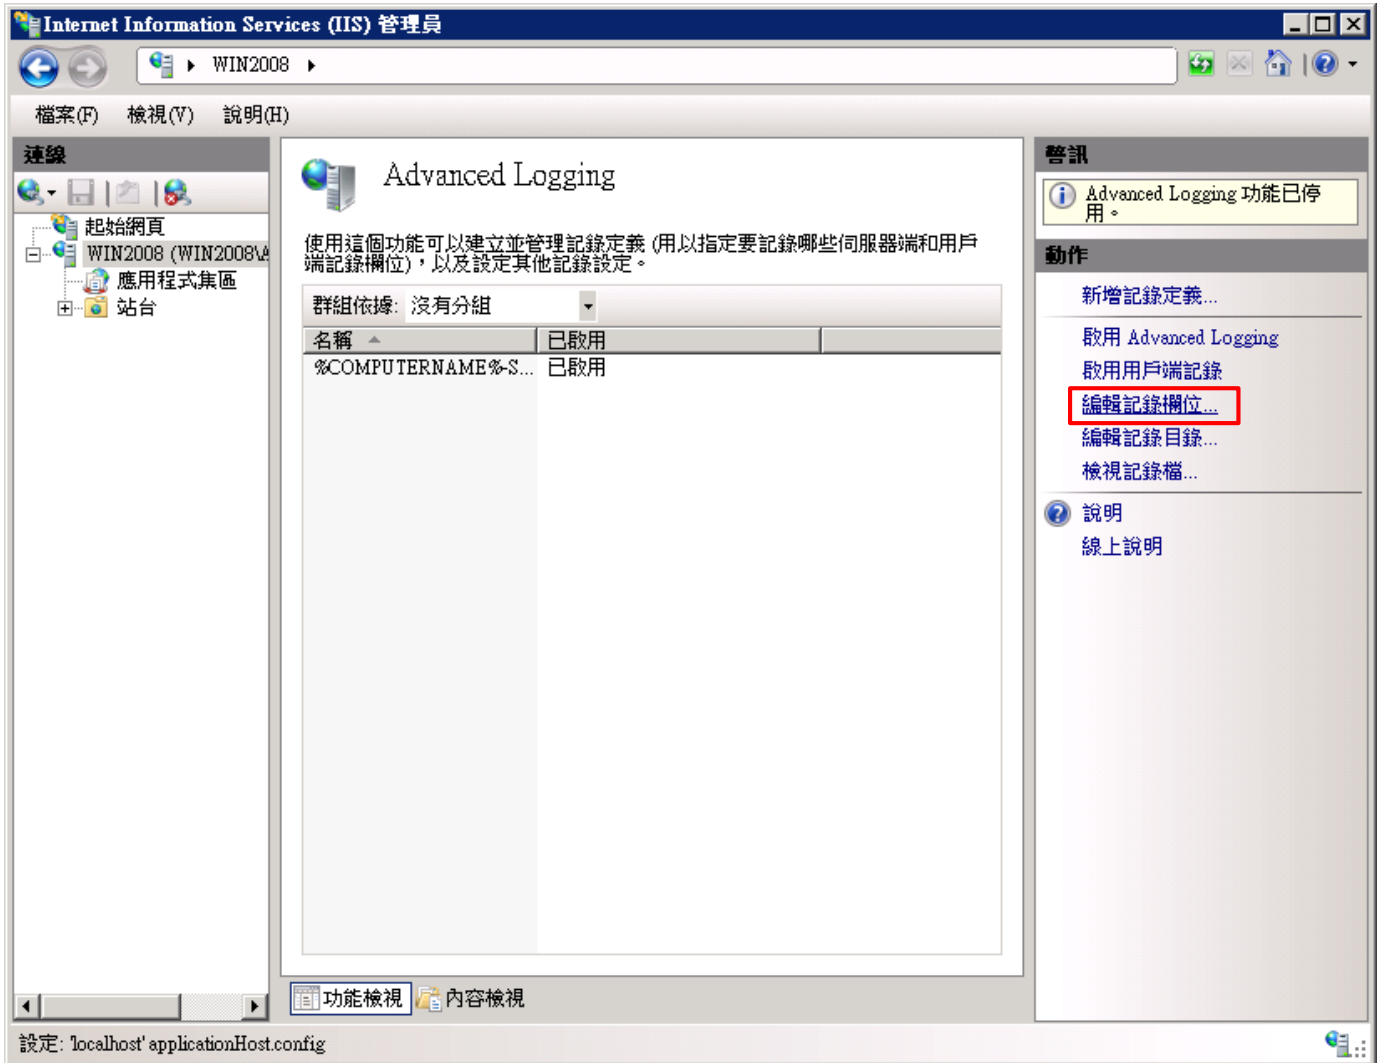 Internet Information Services (IIS) 管理員
WIN2008
檔案(F) 檢視(V) 說明(H)
連線
起始網頁
WIN2008 (WIN2008\A
應用程式集區
站台
Advanced Logging
使用這個功能可以建立並管理記錄定義 (用以指定要記錄哪些伺服器端和用戶
端記錄欄位)，以及設定其他記錄設定。
群組依據: 沒有分組
名稱 已啟用
%COMPUTERNAME%-S... 已啟用
功能檢視 內容檢視
警訊
Advanced Logging 功能已停
用。
動作
新增記錄定義...
啟用 Advanced Logging
啟用用戶端記錄
編輯記錄欄位...
編輯記錄目錄...
檢視記錄檔...
說明
線上說明
設定: 'localhost' applicationHost.config